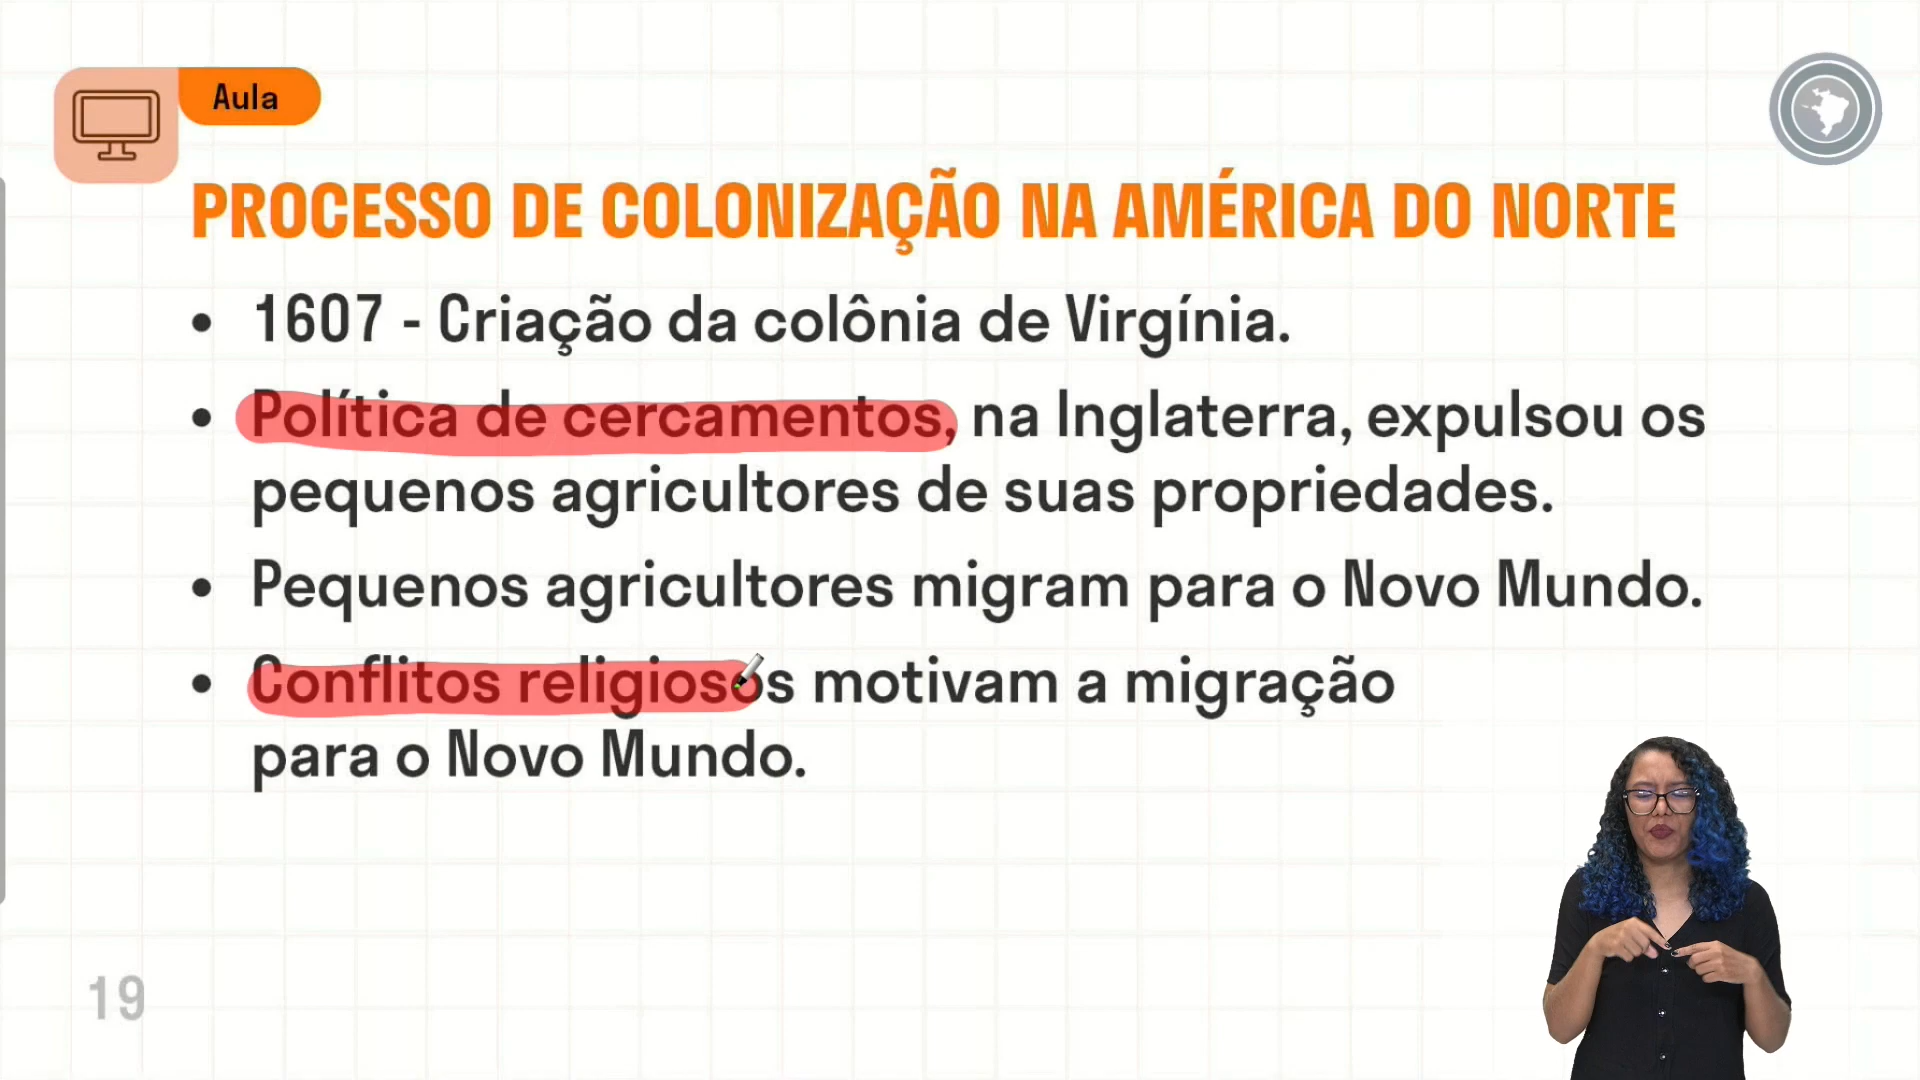 Aula
PROCESSO DE COLONIZAÇÃO NA AMÉRICA DO NORTE
• 1607 - Criação da colônia de Virgínia.
• Política de cercamentos, na Inglaterra, expulsou os
pequenos agricultores de suas propriedades.
• Pequenos agricultores migram para o Novo Mundo.
• Conflitos religiosos motivam a migração
para o Novo Mundo.
19